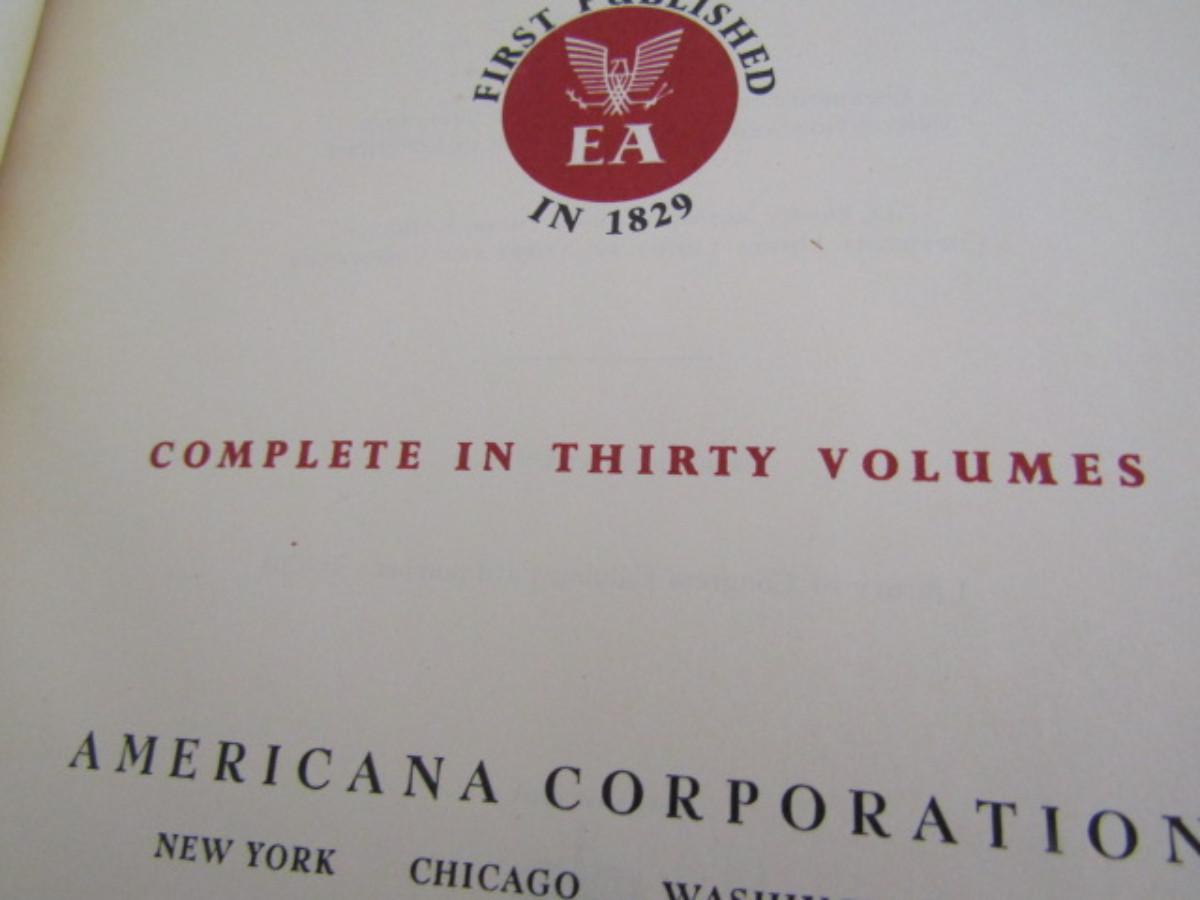 FIRST PUBLISHED
EA
IN 1829
COMPLETE IN THIRTY VOLUMES
AMERICANA CORPORATION
NEW YORK CHICAGO